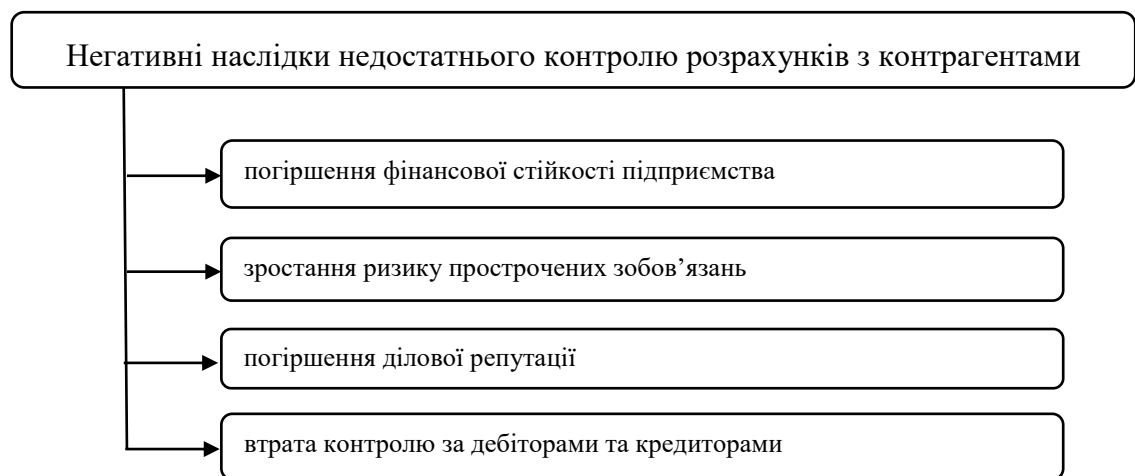 Негативні наслідки недостатнього контролю розрахунків з контрагентами
погіршення фінансової стійкості підприємства
зростання ризику прострочених зобов’язань
погіршення ділової репутації
втрата контролю за дебіторами та кредиторами